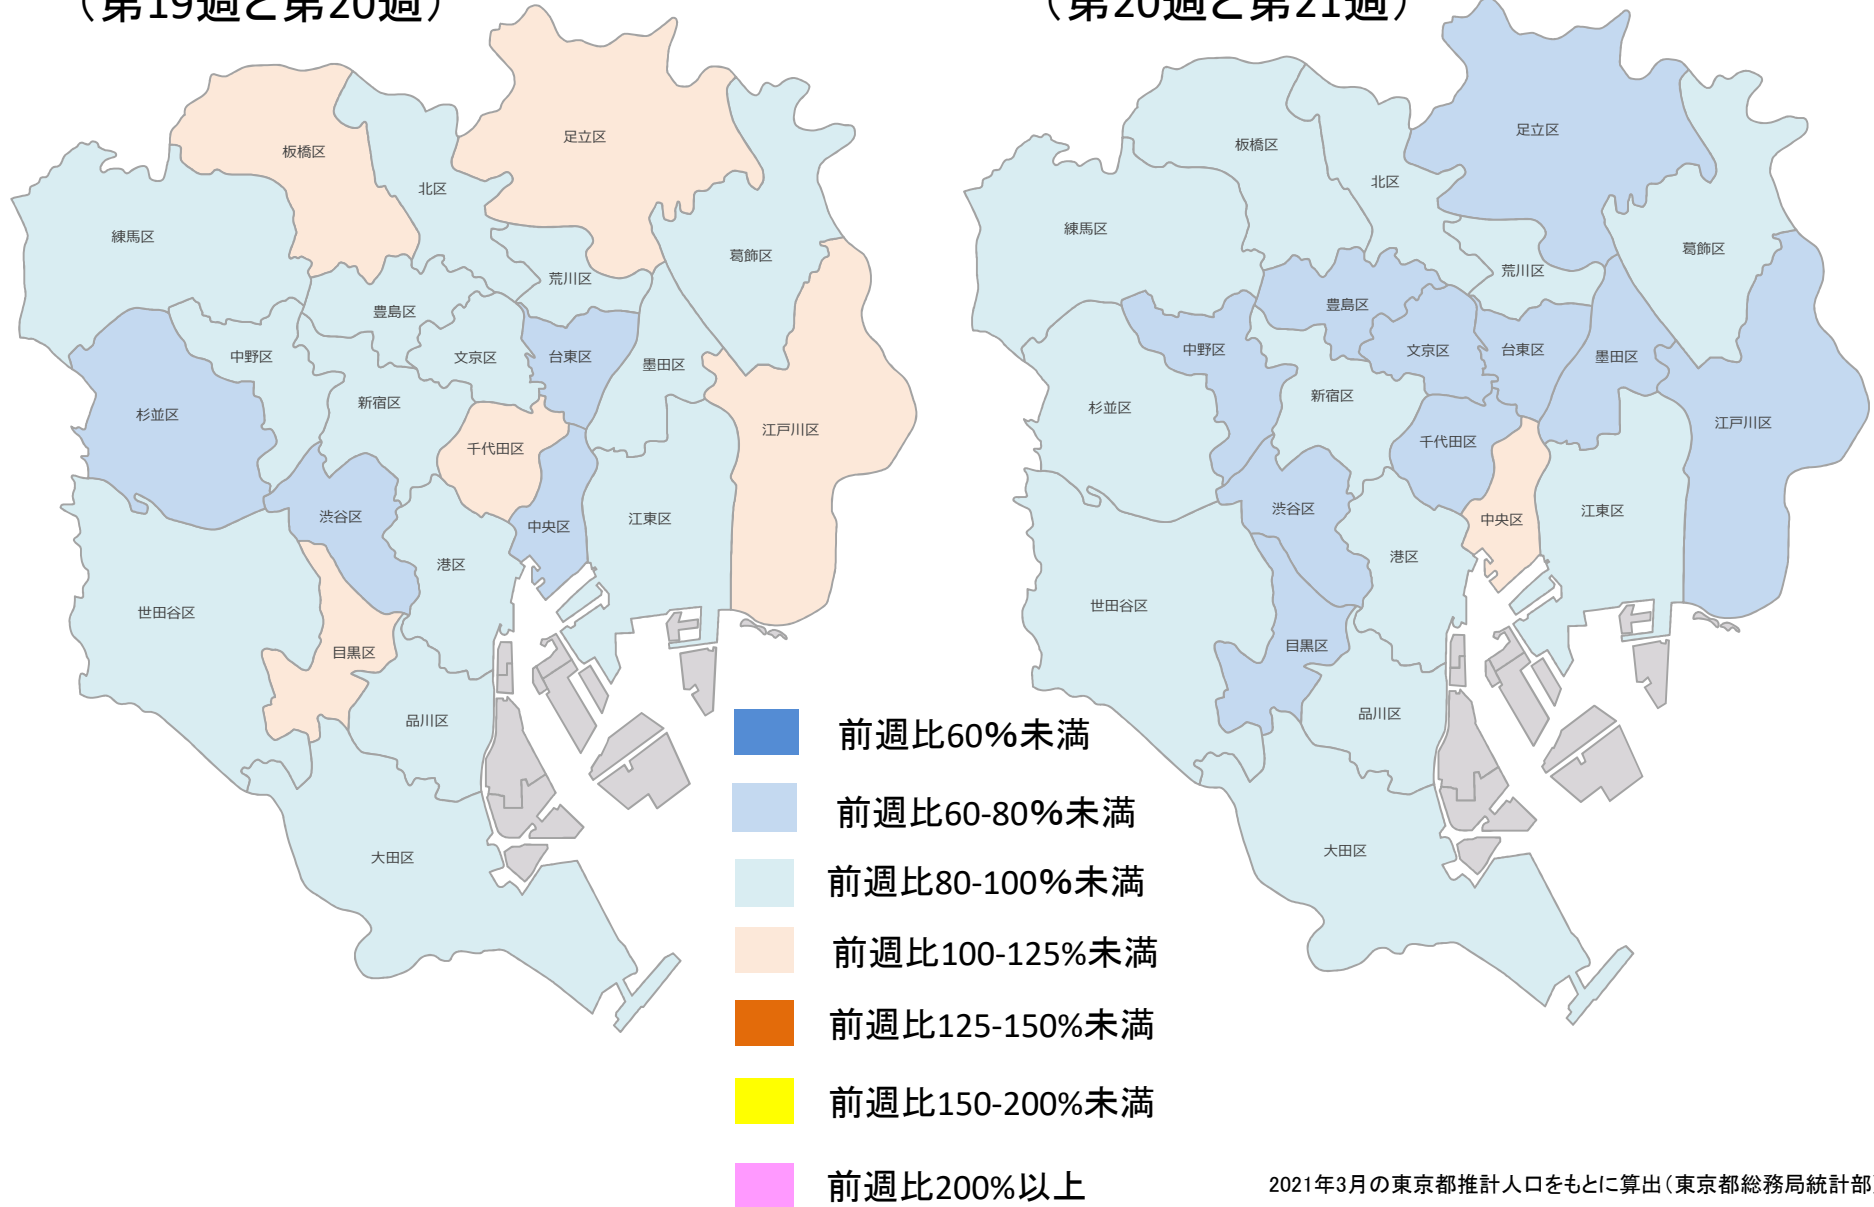 （第19週と第20週）
（第20週と第21週）
足立区
板橋区
北区
練馬区
葛飾区
荒川区
豊島区
中野区
文京区
台東区
墨田区
杉並区
新宿区
千代田区
江戸川区
渋谷区
中央区
江東区
港区
世田谷区
目黒区
品川区
大田区
足立区
板橋区
北区
練馬区
葛飾区
荒川区
豊島区
中野区
文京区
台東区
墨田区
杉並区
新宿区
千代田区
江戸川区
渋谷区
中央区
江東区
港区
世田谷区
目黒区
品川区
大田区
前週比60%未満
前週比60-80%未満
前週比80-100%未満
前週比100-125%未満
前週比125-150%未満
前週比150-200%未満
前週比200%以上
2021年3月の東京都推計人口をもとに算出（東京都総務局統計部）